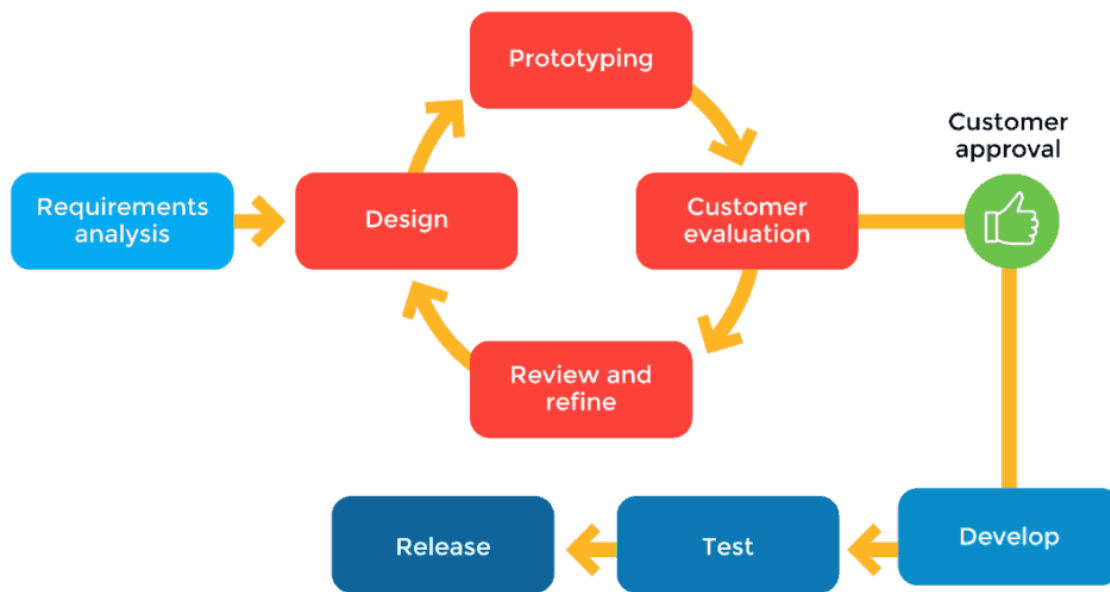 Prototyping
Customer
approval
Requirements
analysis
Design
Customer
evaluation
Review and
refine
Release
Test
Develop